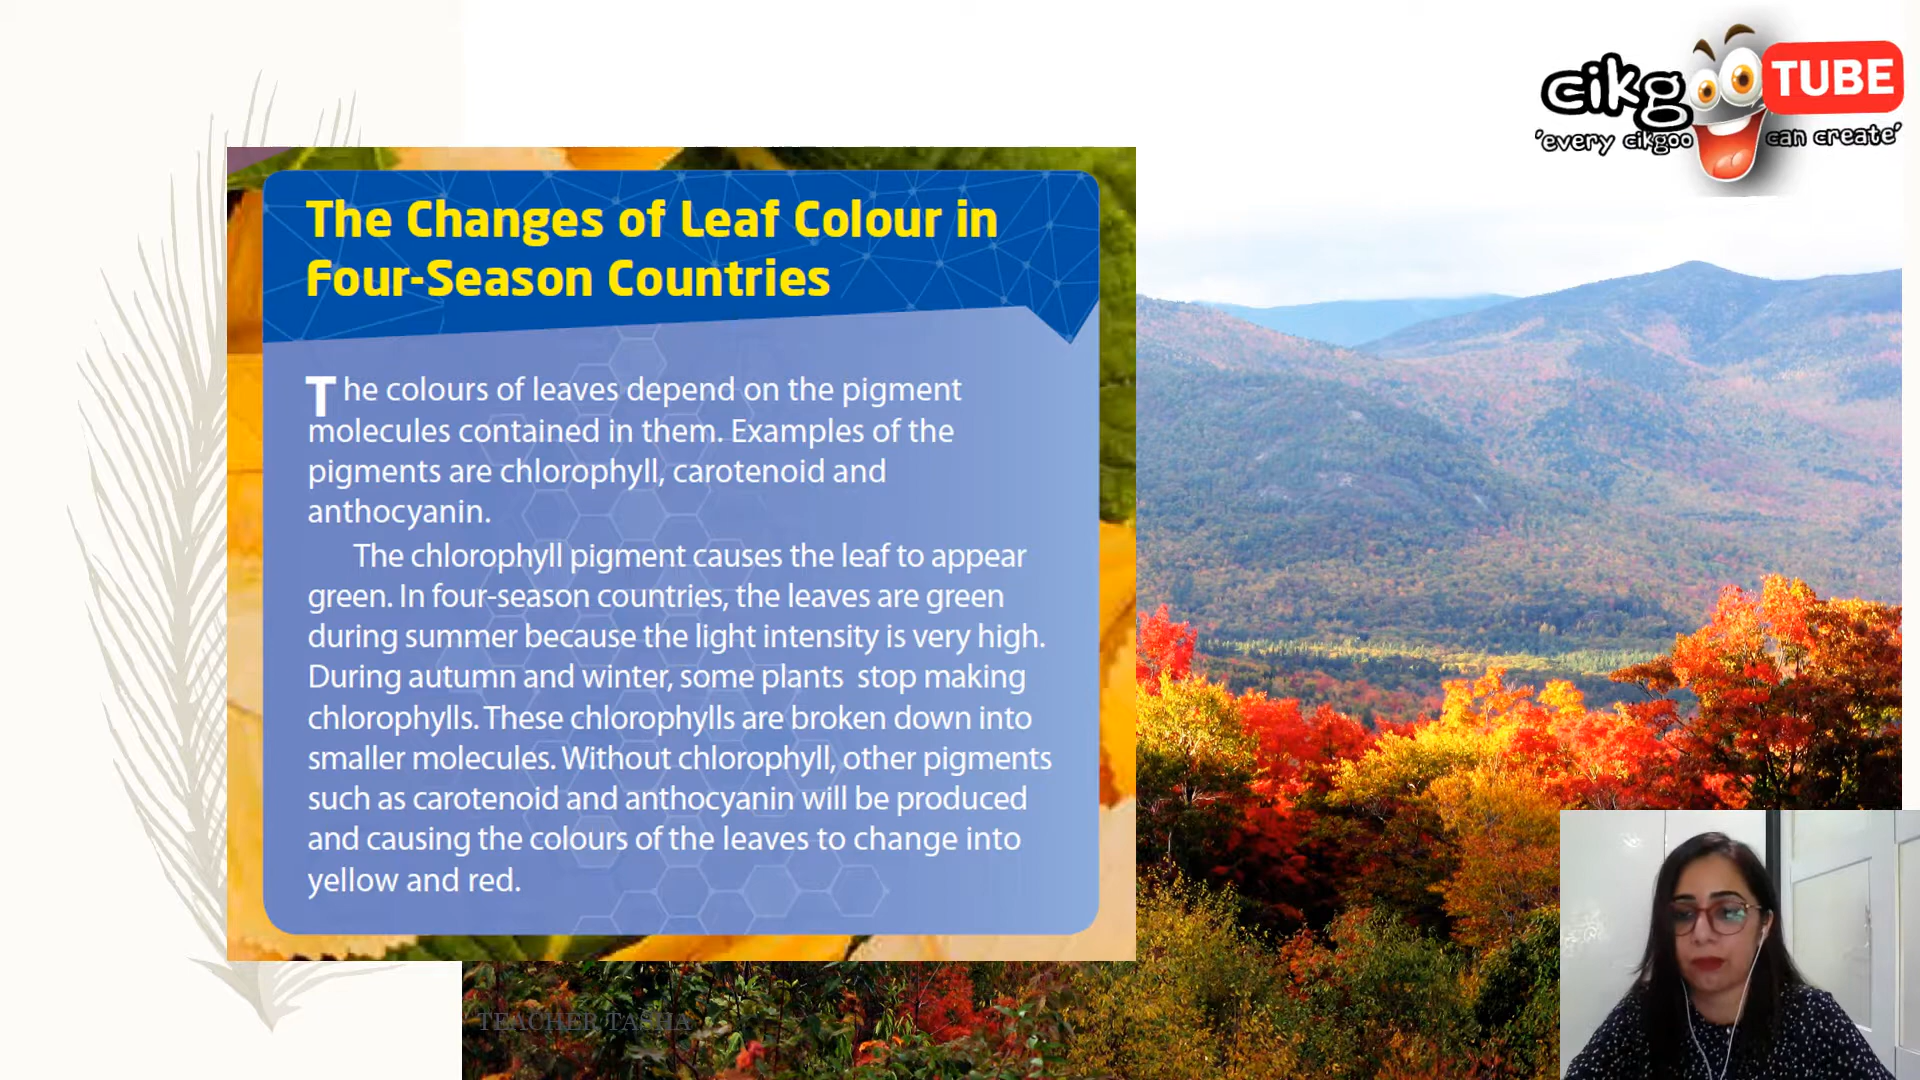 cikgoo TUBE
'every cikgoo can create'
The Changes of Leaf Colour in
Four-Season Countries
The colours of leaves depend on the pigment
molecules contained in them. Examples of the
pigments are chlorophyll, carotenoid and
anthocyanin.
The chlorophyll pigment causes the leaf to appear
green. In four-season countries, the leaves are green
during summer because the light intensity is very high.
During autumn and winter, some plants stop making
chlorophylls. These chlorophylls are broken down into
smaller molecules. Without chlorophyll, other pigments
such as carotenoid and anthocyanin will be produced
and causing the colours of the leaves to change into
yellow and red.
TEACHER TASHA